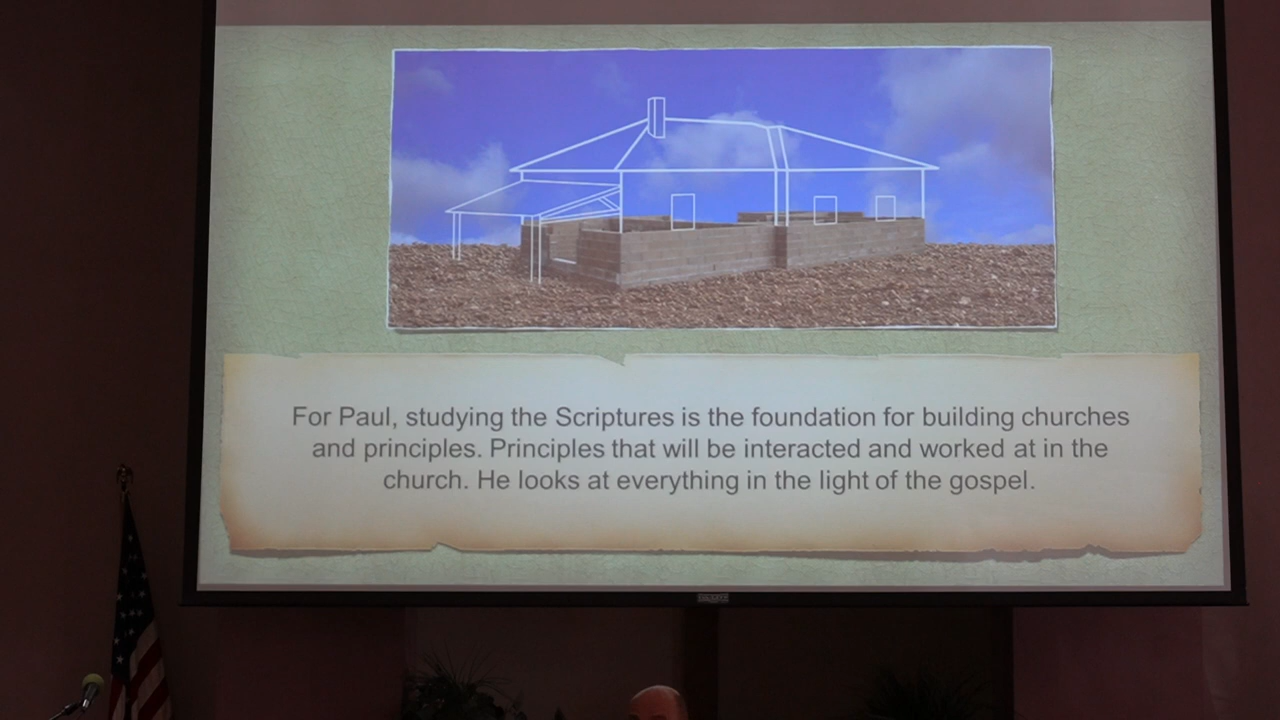 For Paul, studying the Scriptures is the foundation for building churches
and principles. Principles that will be interacted and worked at in the
church. He looks at everything in the light of the gospel.